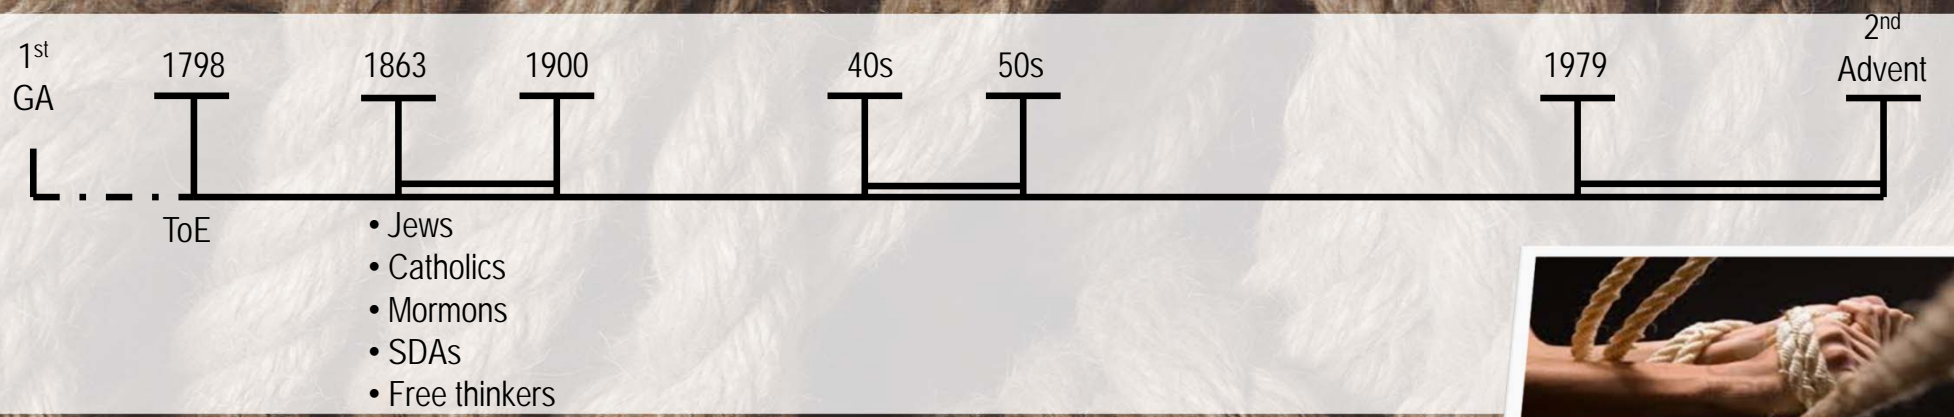 1st
GA
1798
1863
1900
40s
50s
1979
2nd
Advent
ToE
• Jews
• Catholics
• Mormons
• SDAs
• Free thinkers